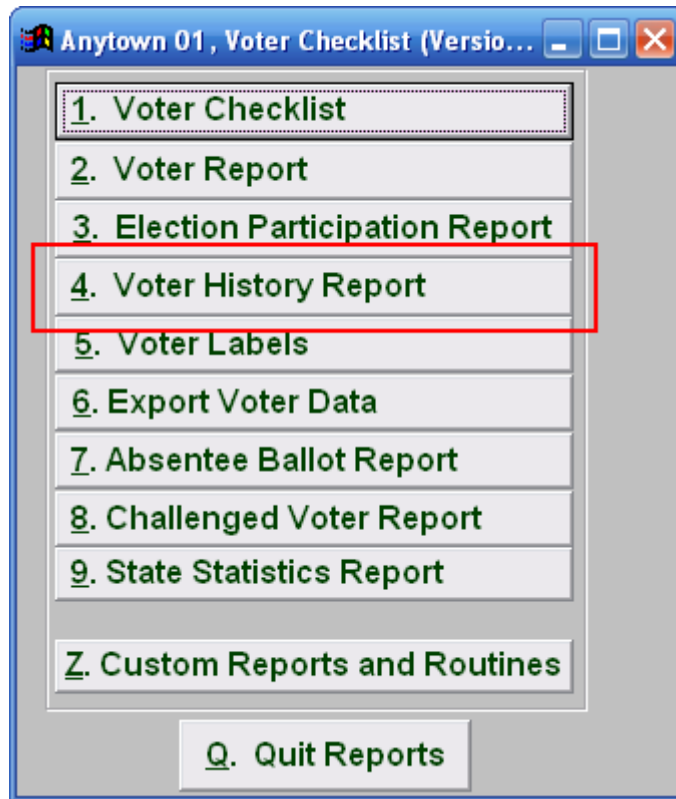 Anytown 01, Voter Checklist (Versio...
1. Voter Checklist
2. Voter Report
3. Election Participation Report
4. Voter History Report
5. Voter Labels
6. Export Voter Data
7. Absentee Ballot Report
8. Challenged Voter Report
9. State Statistics Report
Z. Custom Reports and Routines
Q. Quit Reports